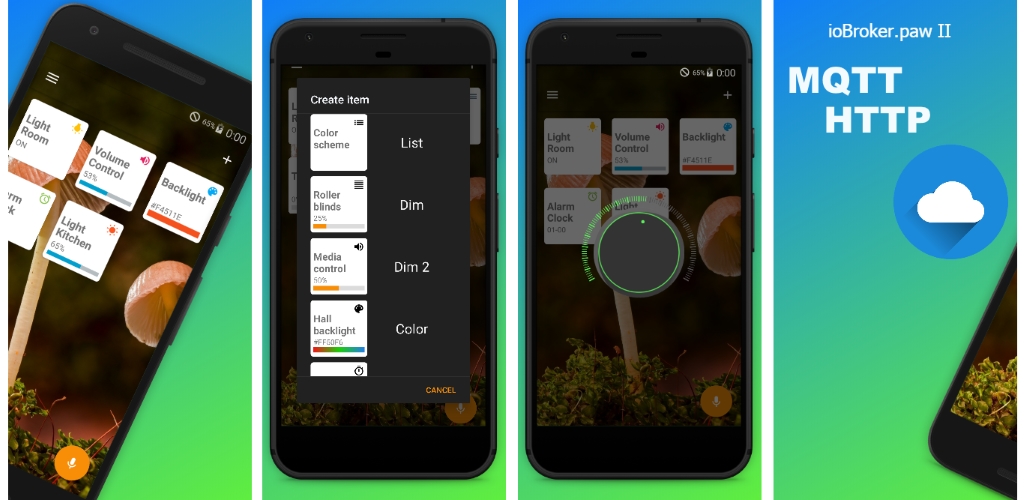 65% 0:00
Light
Room
ON
Volume
Control
53%
Backlight
#F4511E
Light
Kitchen
65%
Create item
Color
scheme
List
Roller
blinds
25%
Dim
Media
control
50%
Dim 2
Hall
backlight
Color
CANCEL
65% 0:00
Light
Room
ON
Volume
Control
53%
Backlight
#F4511E
Alarm
Clock
01:00
Light
ioBroker.paw II
MQTT
HTTP